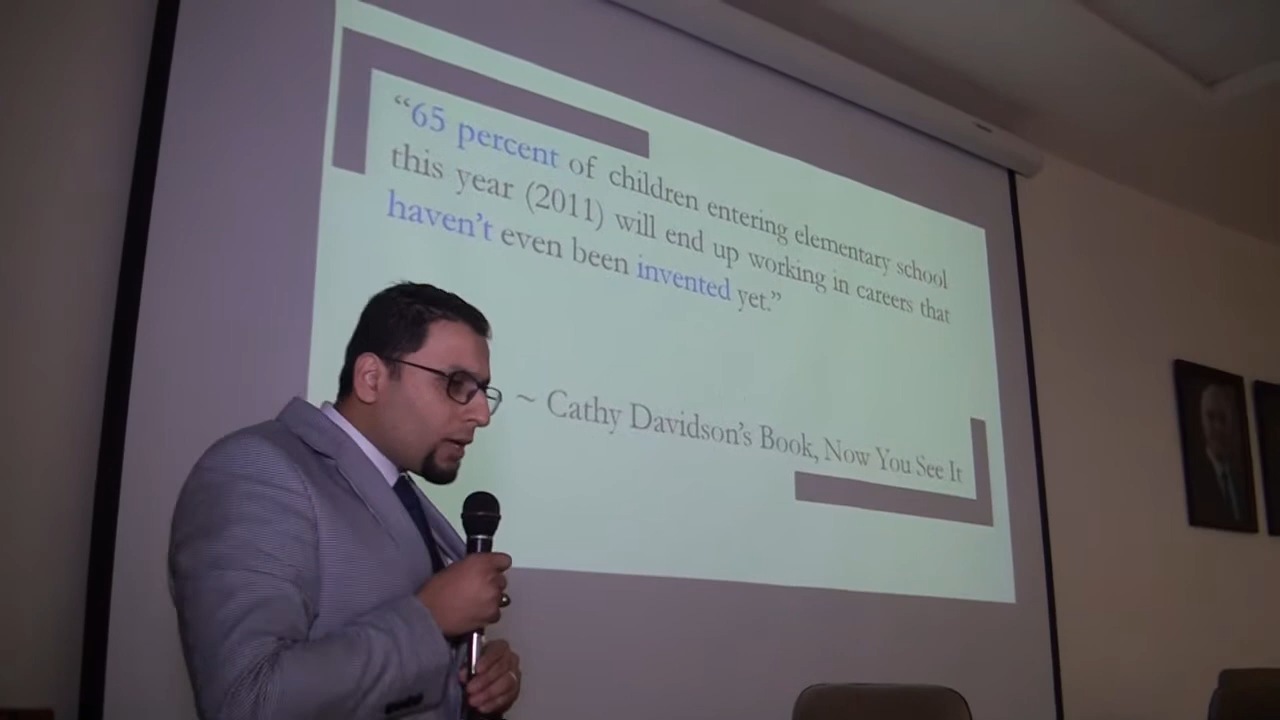 “65 percent of children entering elementary school
this year (2011) will end up working in careers that
haven’t even been invented yet.”
~ Cathy Davidson’s Book, Now You See It